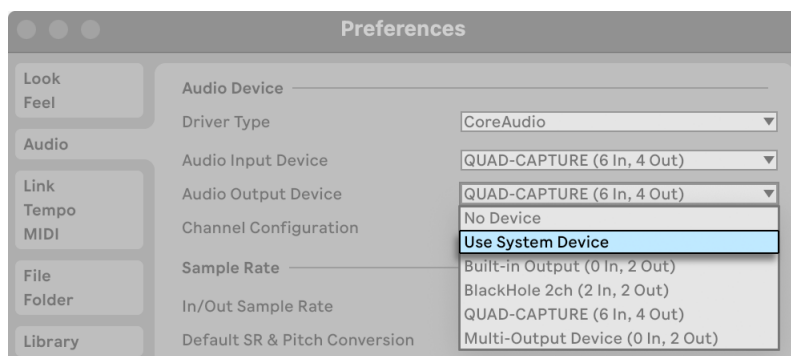 Preferences
Look
Feel
Audio
Link
Tempo
MIDI
File
Folder
Library
Audio Device
Driver Type
CoreAudio
Audio Input Device
QUAD-CAPTURE (6 In, 4 Out)
Audio Output Device
QUAD-CAPTURE (6 In, 4 Out)
Channel Configuration
No Device
Use System Device
Built-in Output (0 In, 2 Out)
BlackHole 2ch (2 In, 2 Out)
QUAD-CAPTURE (6 In, 4 Out)
Multi-Output Device (0 In, 2 Out)
Sample Rate
In/Out Sample Rate
Default SR & Pitch Conversion